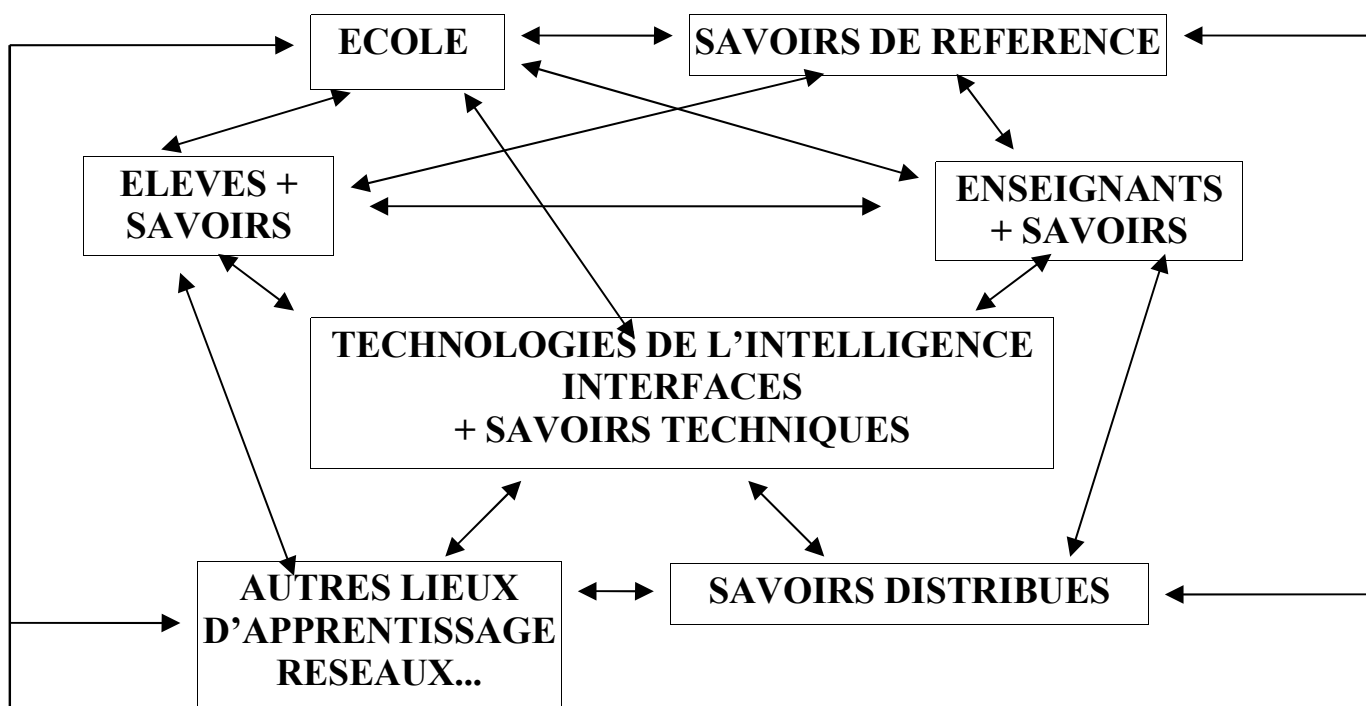 ECOLE
SAVOIRS DE REFERENCE
ELEVES +
SAVOIRS
ENSEIGNANTS
+ SAVOIRS
TECHNOLOGIES DE L’INTELLIGENCE
INTERFACES
+ SAVOIRS TECHNIQUES
AUTRES LIEUX
D’APPRENTISSAGE
RESEAUX...
SAVOIRS DISTRIBUES